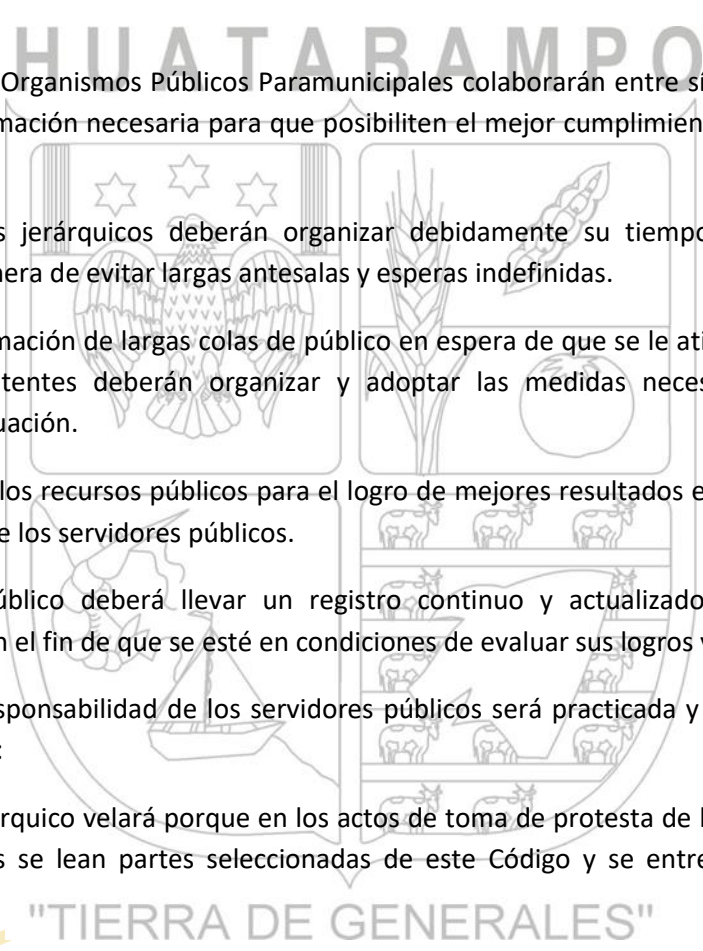 HUATABAMPO
Organismos Públicos Paramunicipales colaborarán entre sí
mación necesaria para que posibiliten el mejor cumplimien
s jerárquicos deberán organizar debidamente su tiempo
nera de evitar largas antesalas y esperas indefinidas.
mación de largas colas de público en espera de que se le ati
tentes deberán organizar y adoptar las medidas neces
uación.
los recursos públicos para el logro de mejores resultados e
e los servidores públicos.
úblico deberá llevar un registro continuo y actualizado
n el fin de que se esté en condiciones de evaluar sus logros y
sponsabilidad de los servidores públicos será practicada y
:
rquico velará porque en los actos de toma de protesta de l
s se lean partes seleccionadas de este Código y se entre
"TIERRA DE GENERALES"